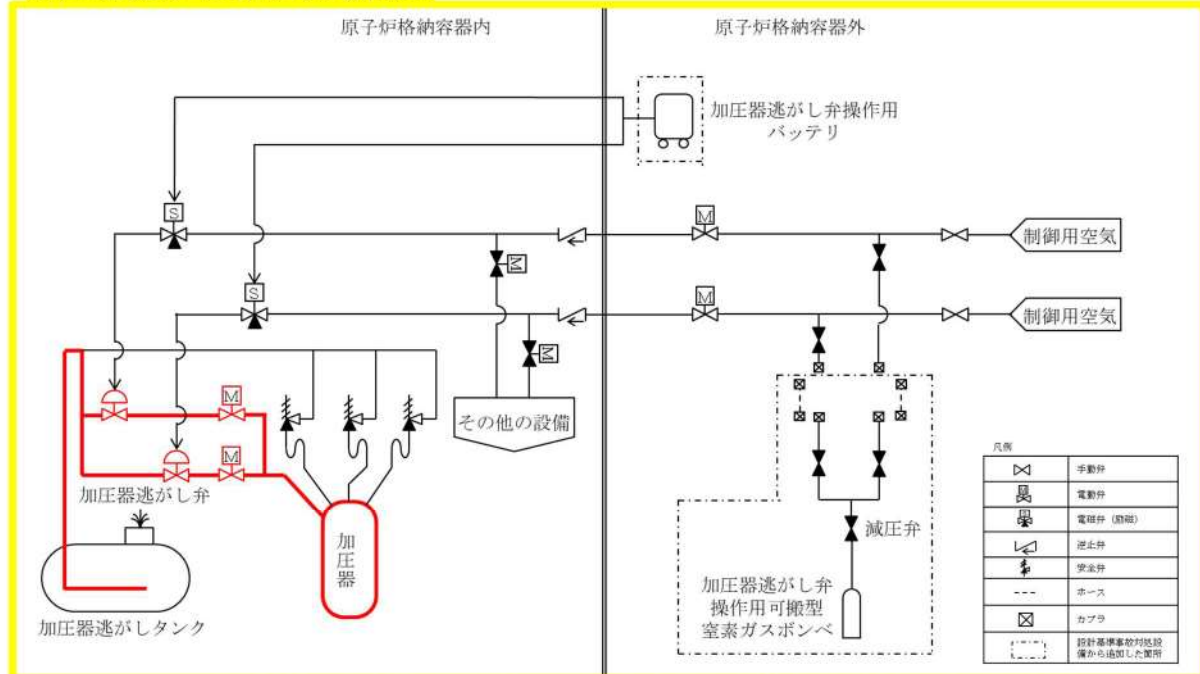 原子炉格納容器内
原子炉格納容器外
加圧器逃がし弁操作用
バッテリ
S
M
制御用空気
M
S
M
制御用空気
M
M
M
その他の設備
加圧器逃がし弁
加圧器
減圧弁
加圧器逃がし弁
操作用可搬型
窒素ガスボンベ
加圧器逃がしタンク
凡例
手動弁
電動弁
電磁弁（励磁）
逆止弁
安全弁
ホース
カプラ
設計基準事故対処設
備から追加した箇所